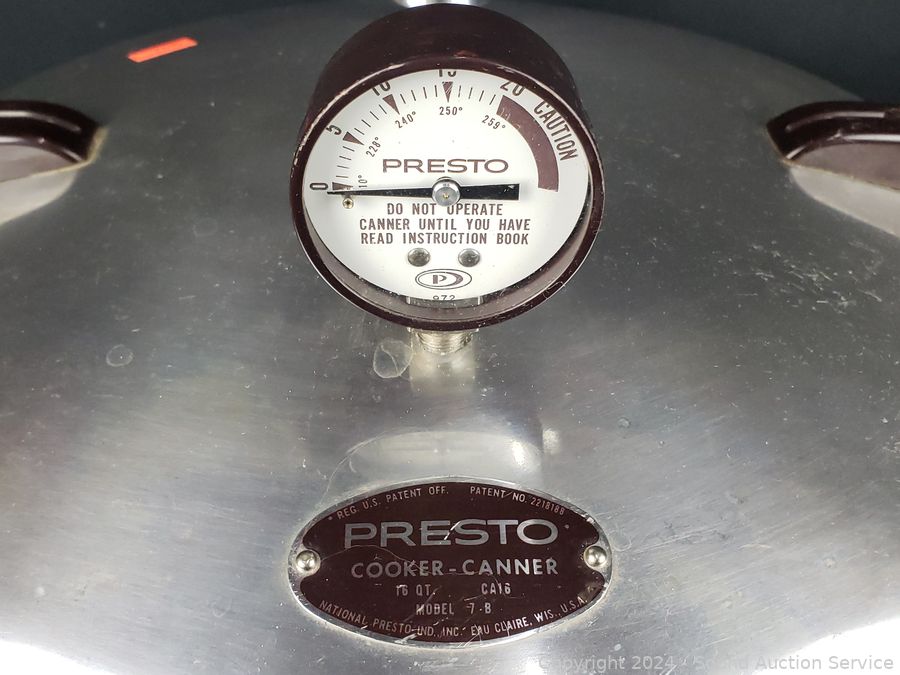 0 5 10 15 20 CAUTION
10° 228° 240° 250° 259°
PRESTO
DO NOT OPERATE
CANNER UNTIL YOU HAVE
READ INSTRUCTION BOOK
P
972
REG. U.S. PATENT OFF. PATENT NO. 2218188
PRESTO
COOKER-CANNER
16 QT. CA16
MODEL 7-B
NATIONAL PRESTO IND., INC. EAU CLAIRE, WIS., U.S.A.
Copyright 2024 - Sound Auction Service